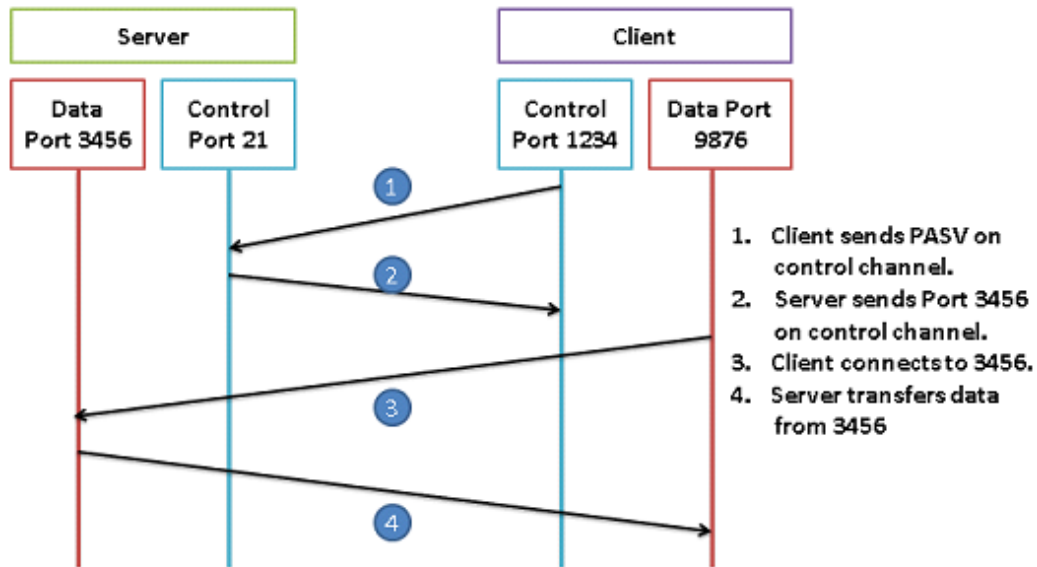 Server
Client
Data
Port 3456
Control
Port 21
Control
Port 1234
Data Port
9876
1
2
3
4
1. Client sends PASV on
control channel.
2. Server sends Port 3456
on control channel.
3. Client connects to 3456.
4. Server transfers data
from 3456